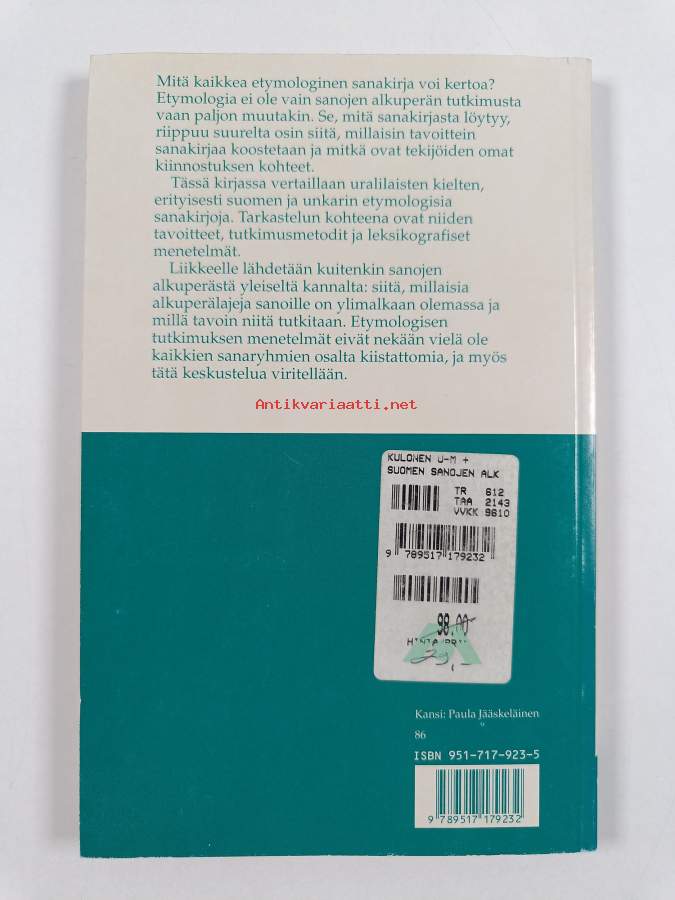 Mitä kaikkea etymologinen sanakirja voi kertoa?
Etymologia ei ole vain sanojen alkuperän tutkimusta
vaan paljon muutakin. Se, mitä sanakirjasta löytyy,
riippuu suurelta osin siitä, millaisin tavoittein
sanakirjaa koostetaan ja mitkä ovat tekijöiden omat
kiinnostuksen kohteet.
Tässä kirjassa vertaillaan uralilaisten kielten,
erityisesti suomen ja unkarin etymologisia
sanakirjoja. Tarkastelun kohteena ovat niiden
tavoitteet, tutkimusmetodit ja leksikografiset
menetelmät.
Liikkeelle lähdetään kuitenkin sanojen
alkuperästä yleiseltä kannalta: siitä, millaisia
alkuperälajeja sanoille on ylimalkaan olemassa ja
millä tavoin niitä tutkitaan. Etymologisen
tutkimuksen menetelmät eivät nekään vielä ole
kaikkien sanaryhmien osalta kiistattomia, ja myös
tätä keskustelua viritellään.
Antikvariaatti.net
KULONEN U-M +
SUOMEN SANOJEN ALK
TR 612
TAA 2143
VVKK 9610
9 789517 179232
98.00
29,-
Kansi: Paula Jääskeläinen
86
ISBN 951-717-923-5
9 789517 179232